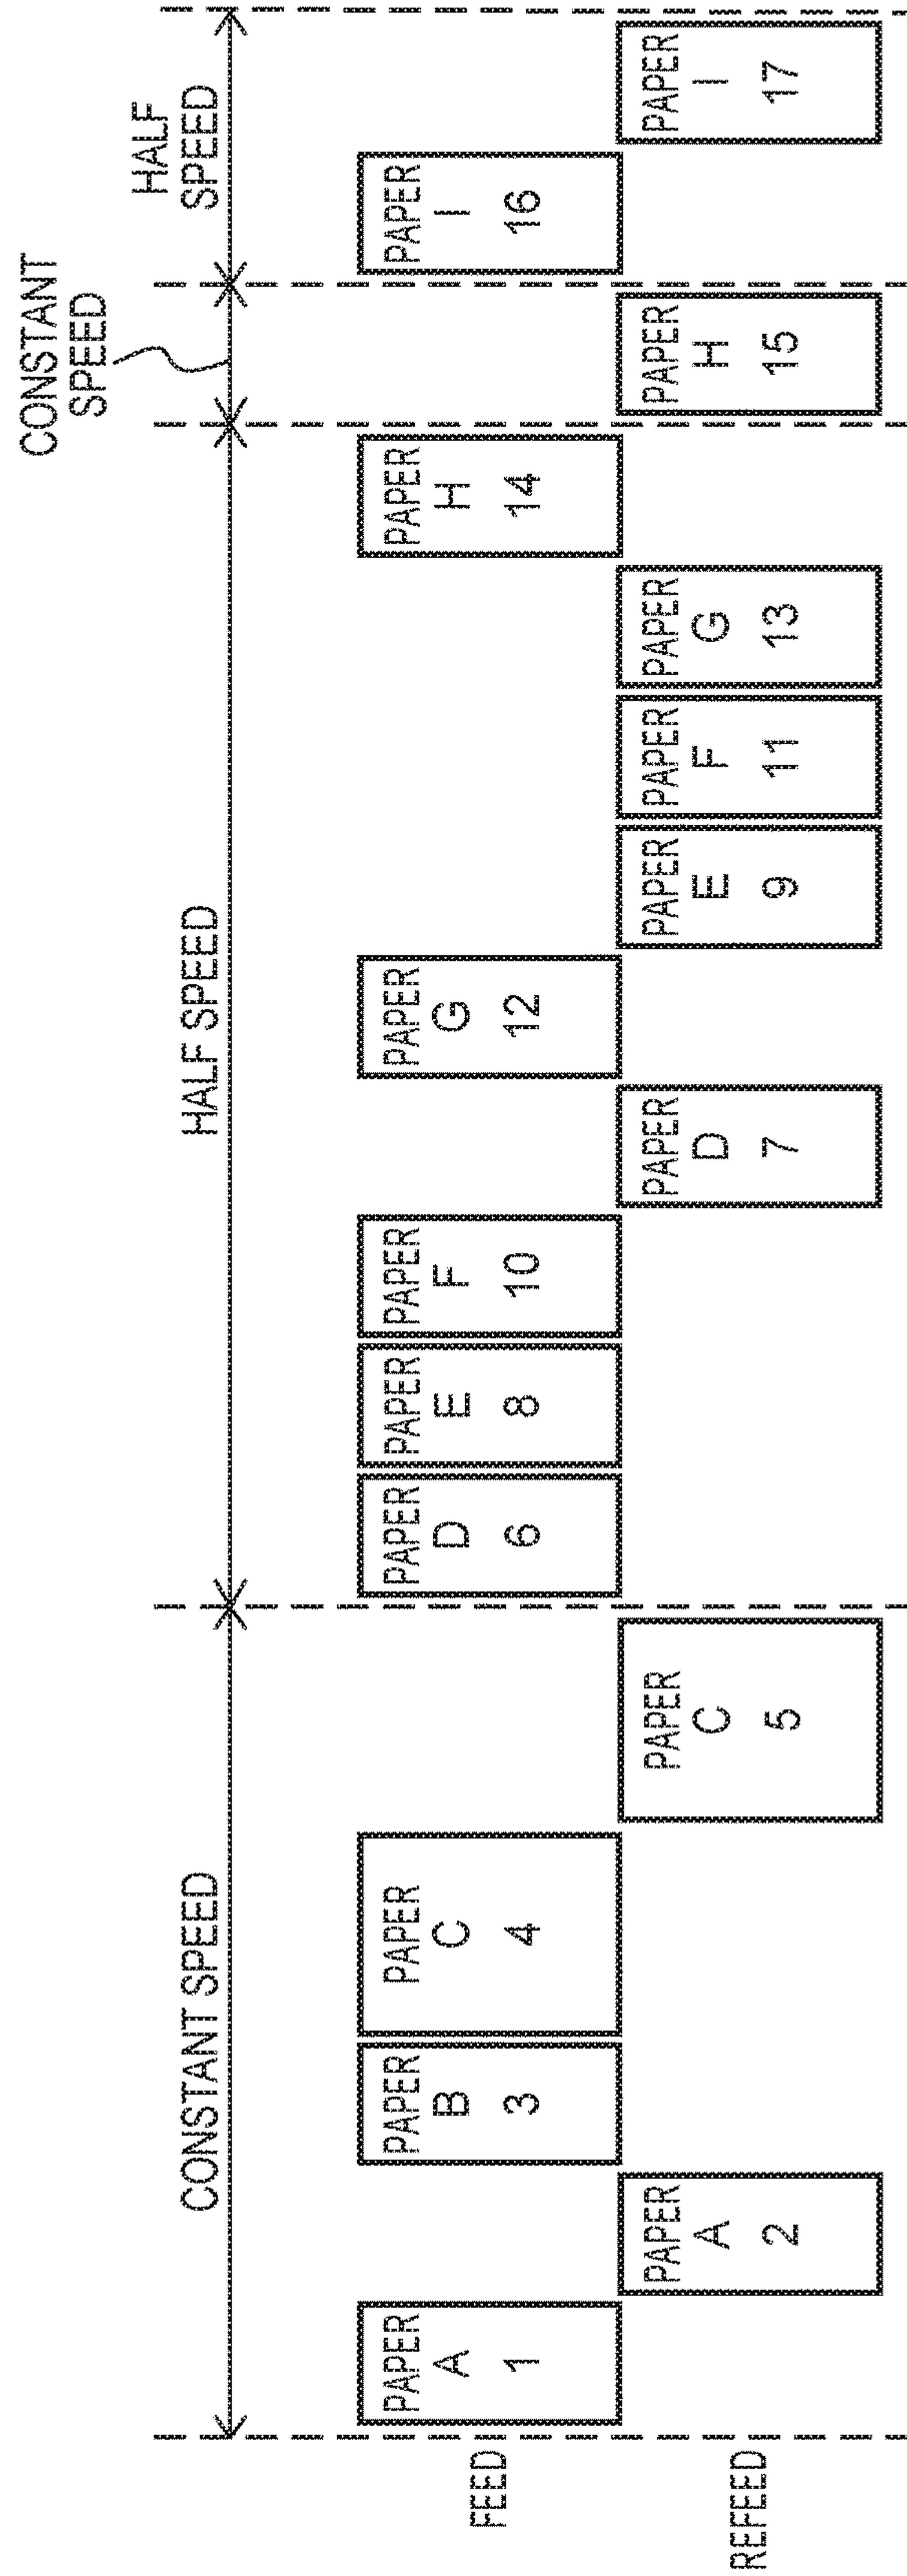 CONSTANT SPEED
HALF SPEED
CONSTANT
SPEED
HALF
SPEED
FEED
PAPER
A
1
PAPER
B
3
PAPER
C
4
PAPER
D
6
PAPER
E
8
PAPER
F
10
PAPER
G
12
PAPER
H
14
PAPER
I
16
REFEED
PAPER
A
2
PAPER
C
5
PAPER
D
7
PAPER
E
9
PAPER
F
11
PAPER
G
13
PAPER
H
15
PAPER
I
17